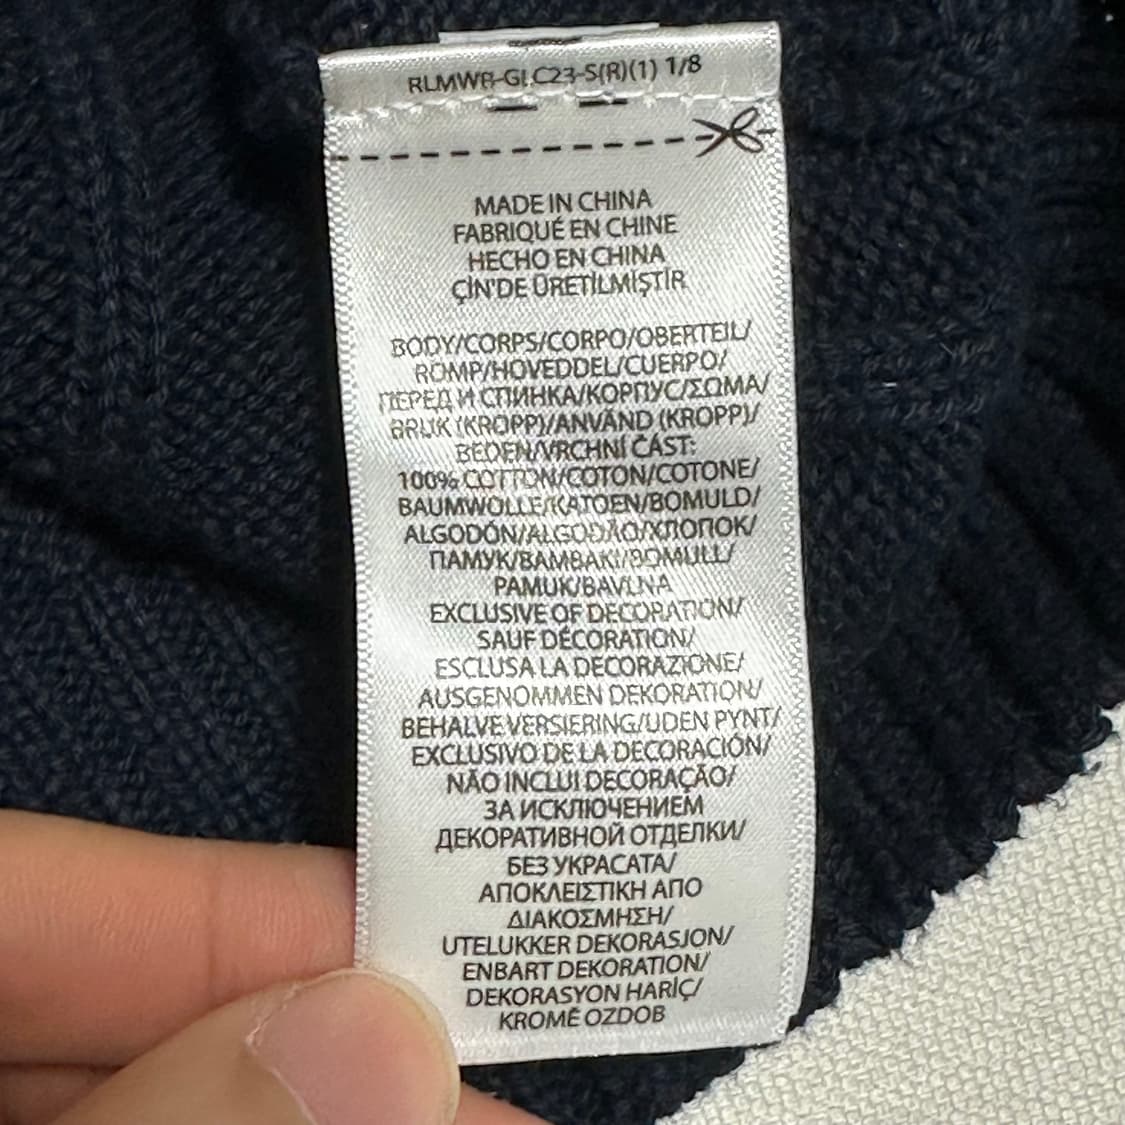 RLMWB-GLC23-S(R)(1) 1/8
MADE IN CHINA
FABRIQUÉ EN CHINE
HECHO EN CHINA
ÇİN'DE ÜRETİLMİŞTİR
BODY/CORPS/CORPO/OBERTEIL/
ROMP/HOVEDDEL/CUERPO/
ПЕРЕД И СПИНКА/КОРПУС/ΣΩΜΑ/
BRUK (KROPP)/ANVÄND (KROPP)/
BEDEN/VRCHNÍ ČÁST:
100% COTTON/COTON/COTONE/
BAUMWOLLE/KATOEN/BOMULD/
ALGODÓN/ALGODÃO/ХЛОПОК/
ПАМУК/BAMBAKI/BOMULL/
PAMUK/BAVLNA
EXCLUSIVE OF DECORATION/
SAUF DÉCORATION/
ESCLUSA LA DECORAZIONE/
AUSGENOMMEN DEKORATION/
BEHALVE VERSIERING/UDEN PYNT/
EXCLUSIVO DE LA DECORACIÓN/
NÃO INCLUI DECORAÇÃO/
ЗА ИСКЛЮЧЕНИЕМ
ДЕКОРАТИВНОЙ ОТДЕЛКИ/
БЕЗ УКРАСАТА/
ΑΠΟΚΛΕΙΣΤΙΚΗ ΑΠΟ
ΔΙΑΚΟΣΜΗΣΗ/
UTELUKKER DEKORASJON/
ENBART DEKORATION/
DEKORASYON HARİÇ/
KROMĚ OZDOB